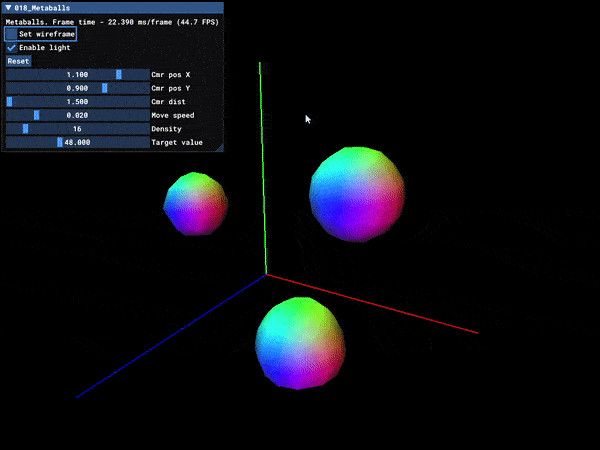 018_Metaballs
Metaballs. Frame time - 22.390 ms/frame (44.7 FPS)
Set wireframe
Enable light
Reset
1.100 Cmr pos X
0.900 Cmr pos Y
1.500 Cmr dist
0.020 Move speed
16 Density
48.000 Target value